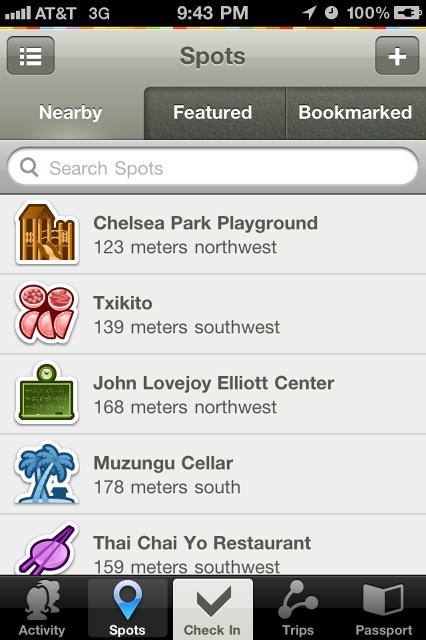 AT&T 3G 9:43 PM 100%
Spots
Nearby Featured Bookmarked
Search Spots
Chelsea Park Playground
123 meters northwest
Txikito
139 meters southwest
John Lovejoy Elliott Center
168 meters northwest
Muzungu Cellar
178 meters south
Thai Chai Yo Restaurant
159 meters southwest
Activity Spots Check In Trips Passport